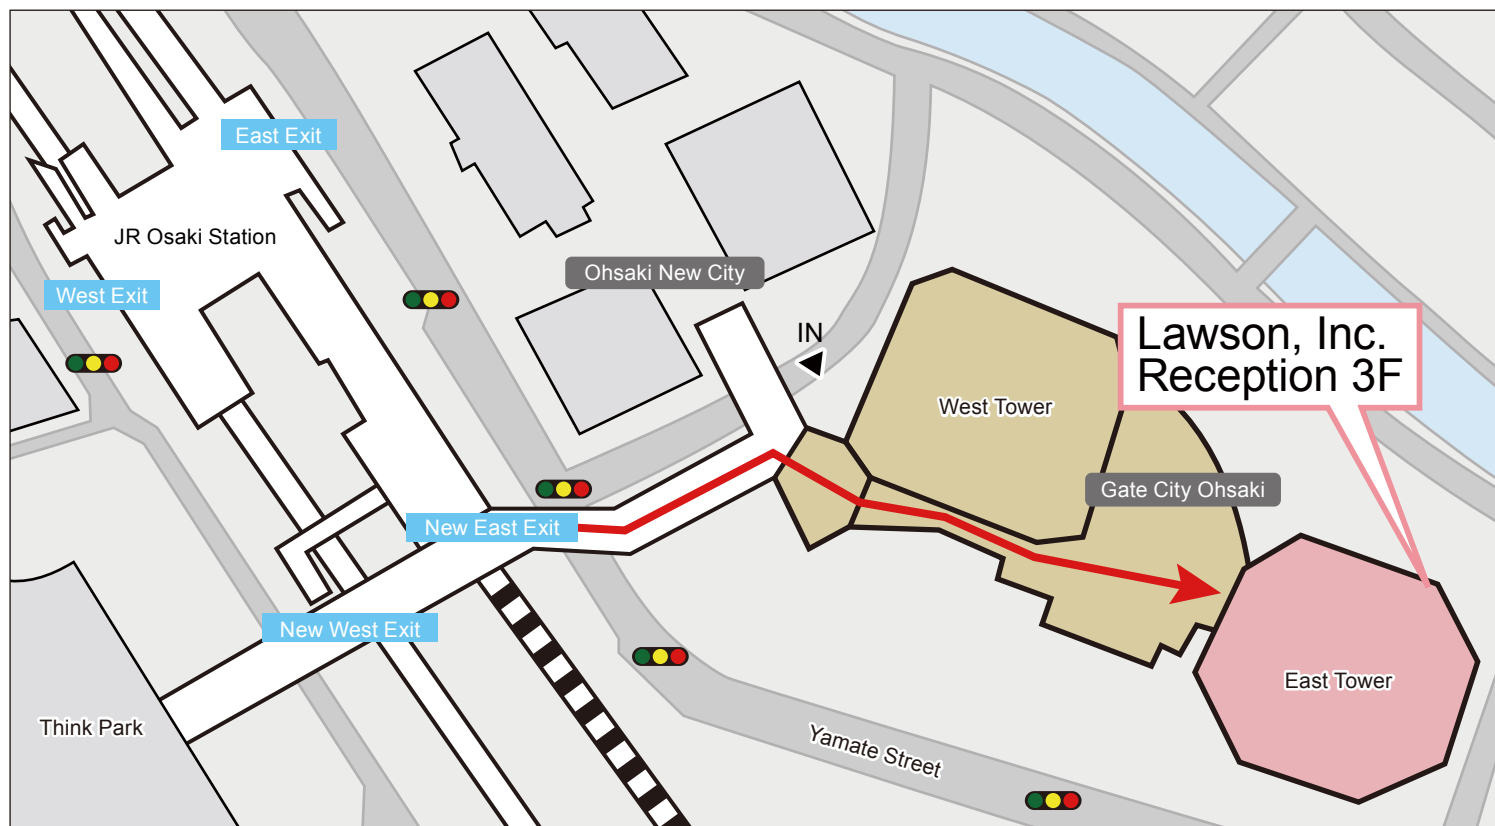 East Exit
JR Osaki Station
West Exit
Ohsaki New City
IN
Lawson, Inc.
Reception 3F
West Tower
Gate City Ohsaki
New East Exit
New West Exit
East Tower
Think Park
Yamate Street